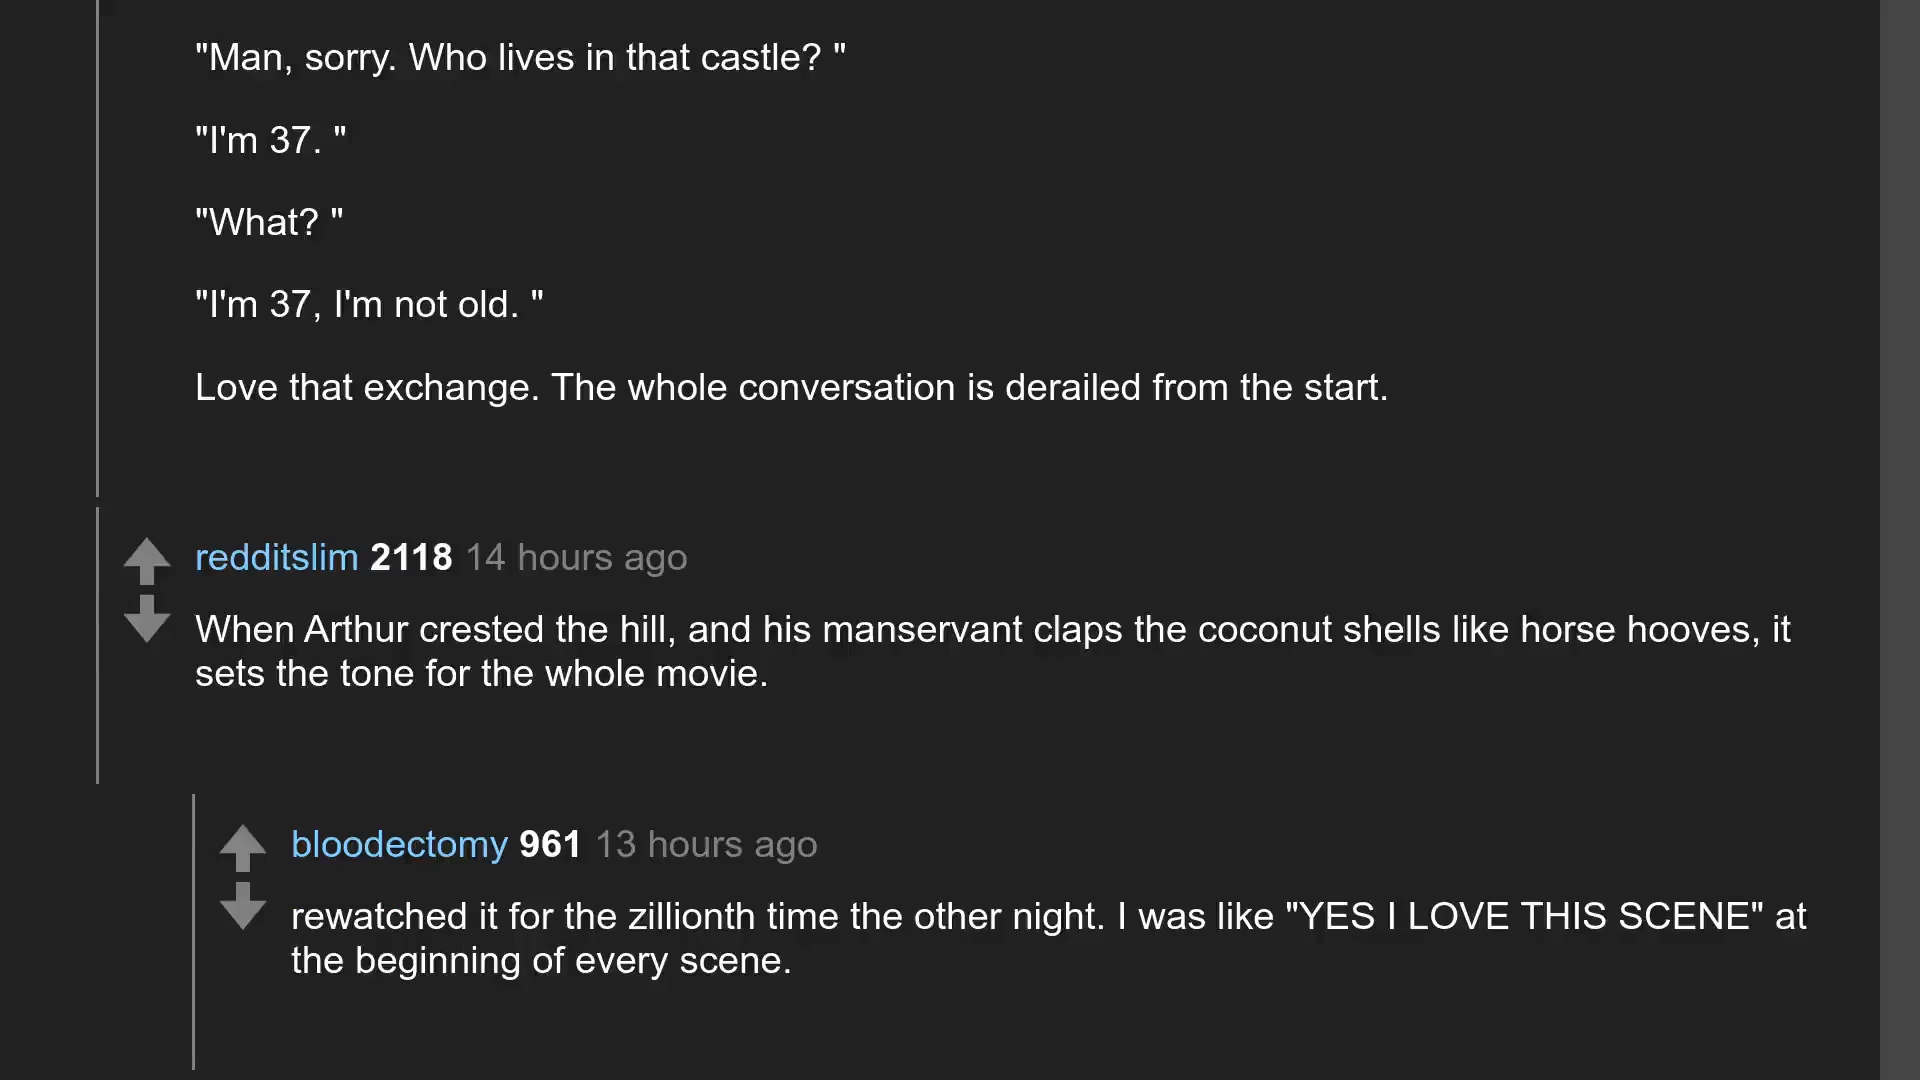 "Man, sorry. Who lives in that castle? "
"I'm 37. "
"What? "
"I'm 37, I'm not old. "
Love that exchange. The whole conversation is derailed from the start.
redditslim 2118 14 hours ago
When Arthur crested the hill, and his manservant claps the coconut shells like horse hooves, it
sets the tone for the whole movie.
bloodectomy 961 13 hours ago
rewatched it for the zillionth time the other night. I was like "YES I LOVE THIS SCENE" at
the beginning of every scene.